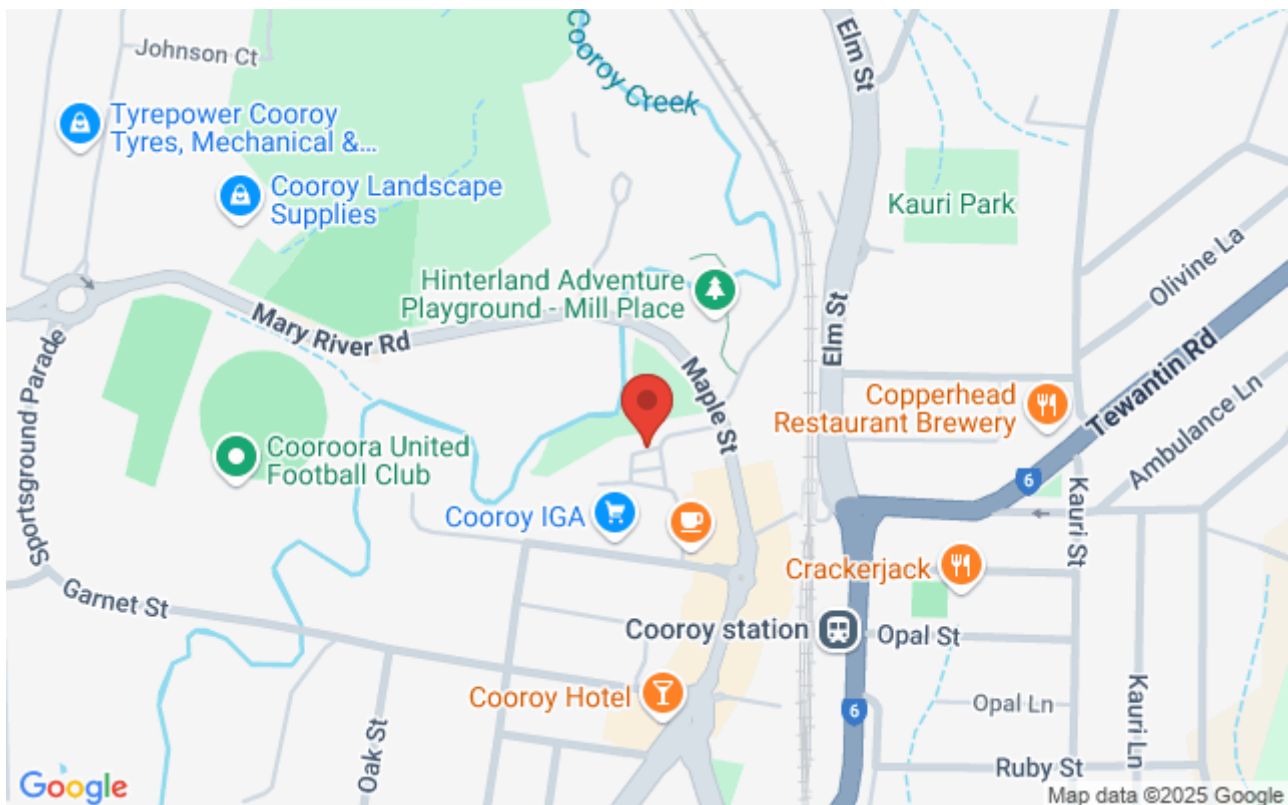 Johnson Ct
Cooroy Creek
Elm St
Tyrepower Cooroy
Tyres, Mechanical &...
Cooroy Landscape
Supplies
Kauri Park
Olivine La
Hinterland Adventure
Playground - Mill Place
Mary River Rd
Elm St
Maple St
Tewantin Rd
Copperhead
Restaurant Brewery
Ambulance Ln
Sportsground Parade
Cooroora United
Football Club
6
Kauri St
Cooroy IGA
Crackerjack
Garnet St
Cooroy station
Opal St
Cooroy Hotel
Opal Ln
6
Kauri Ln
Oak St
Ruby St
Google
Map data ©2025 Google